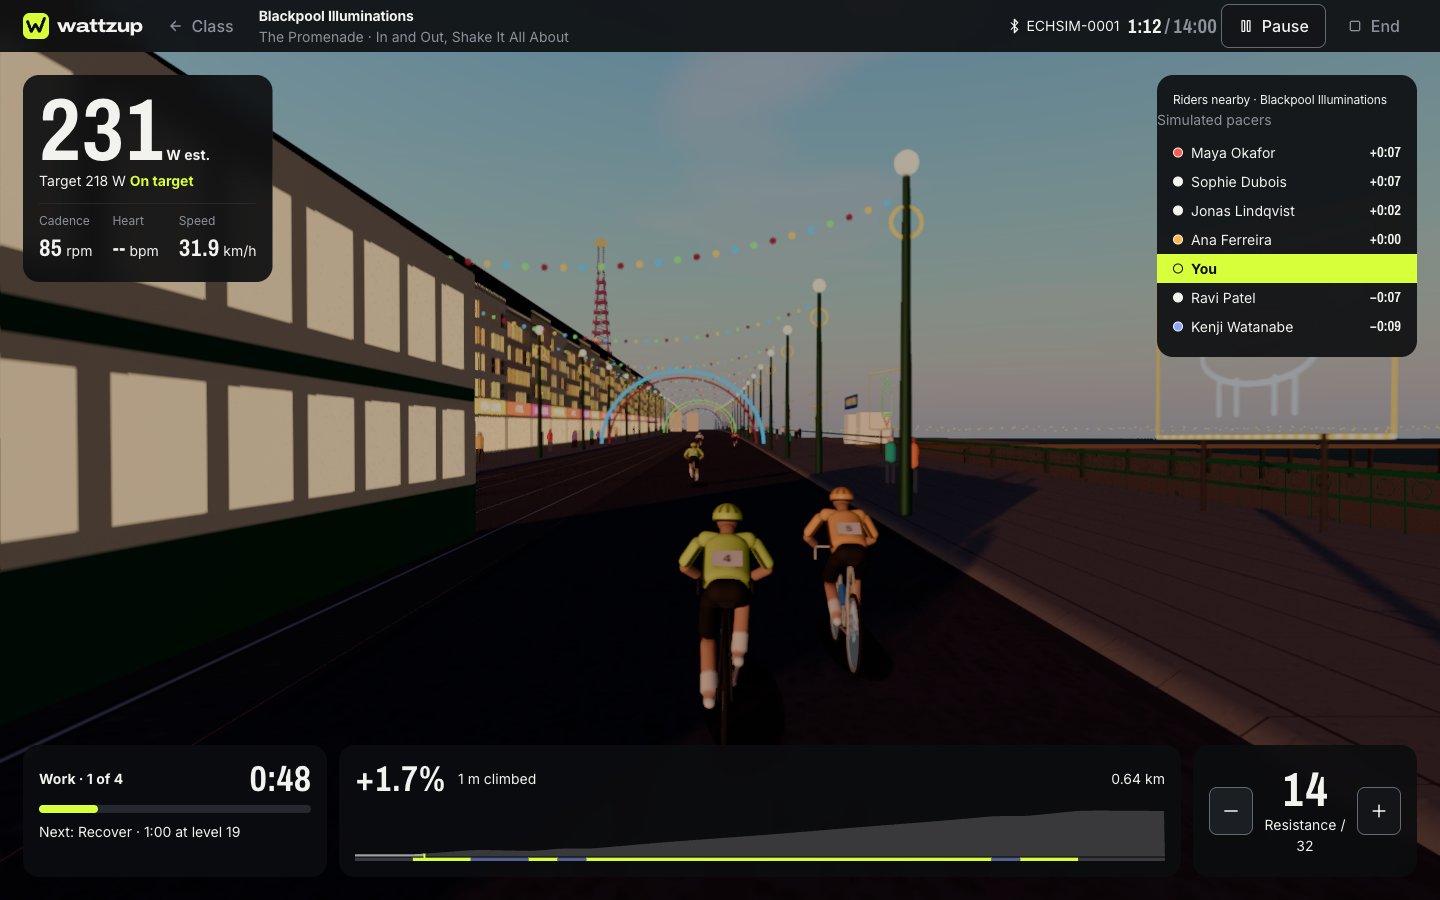 wattzup
← Class
Blackpool Illuminations
The Promenade · In and Out, Shake It All About
ECHSIM-0001 1:12 / 14:00
Pause
End
231 W est.
Target 218 W On target
Cadence Heart Speed
85 rpm -- bpm 31.9 km/h
Riders nearby · Blackpool Illuminations
Simulated pacers
Maya Okafor +0:07
Sophie Dubois +0:07
Jonas Lindqvist +0:02
Ana Ferreira +0:00
You
Ravi Patel −0:07
Kenji Watanabe −0:09
4
5
Work · 1 of 4 0:48
Next: Recover · 1:00 at level 19
+1.7% 1 m climbed 0.64 km
− 14 +
Resistance /
32